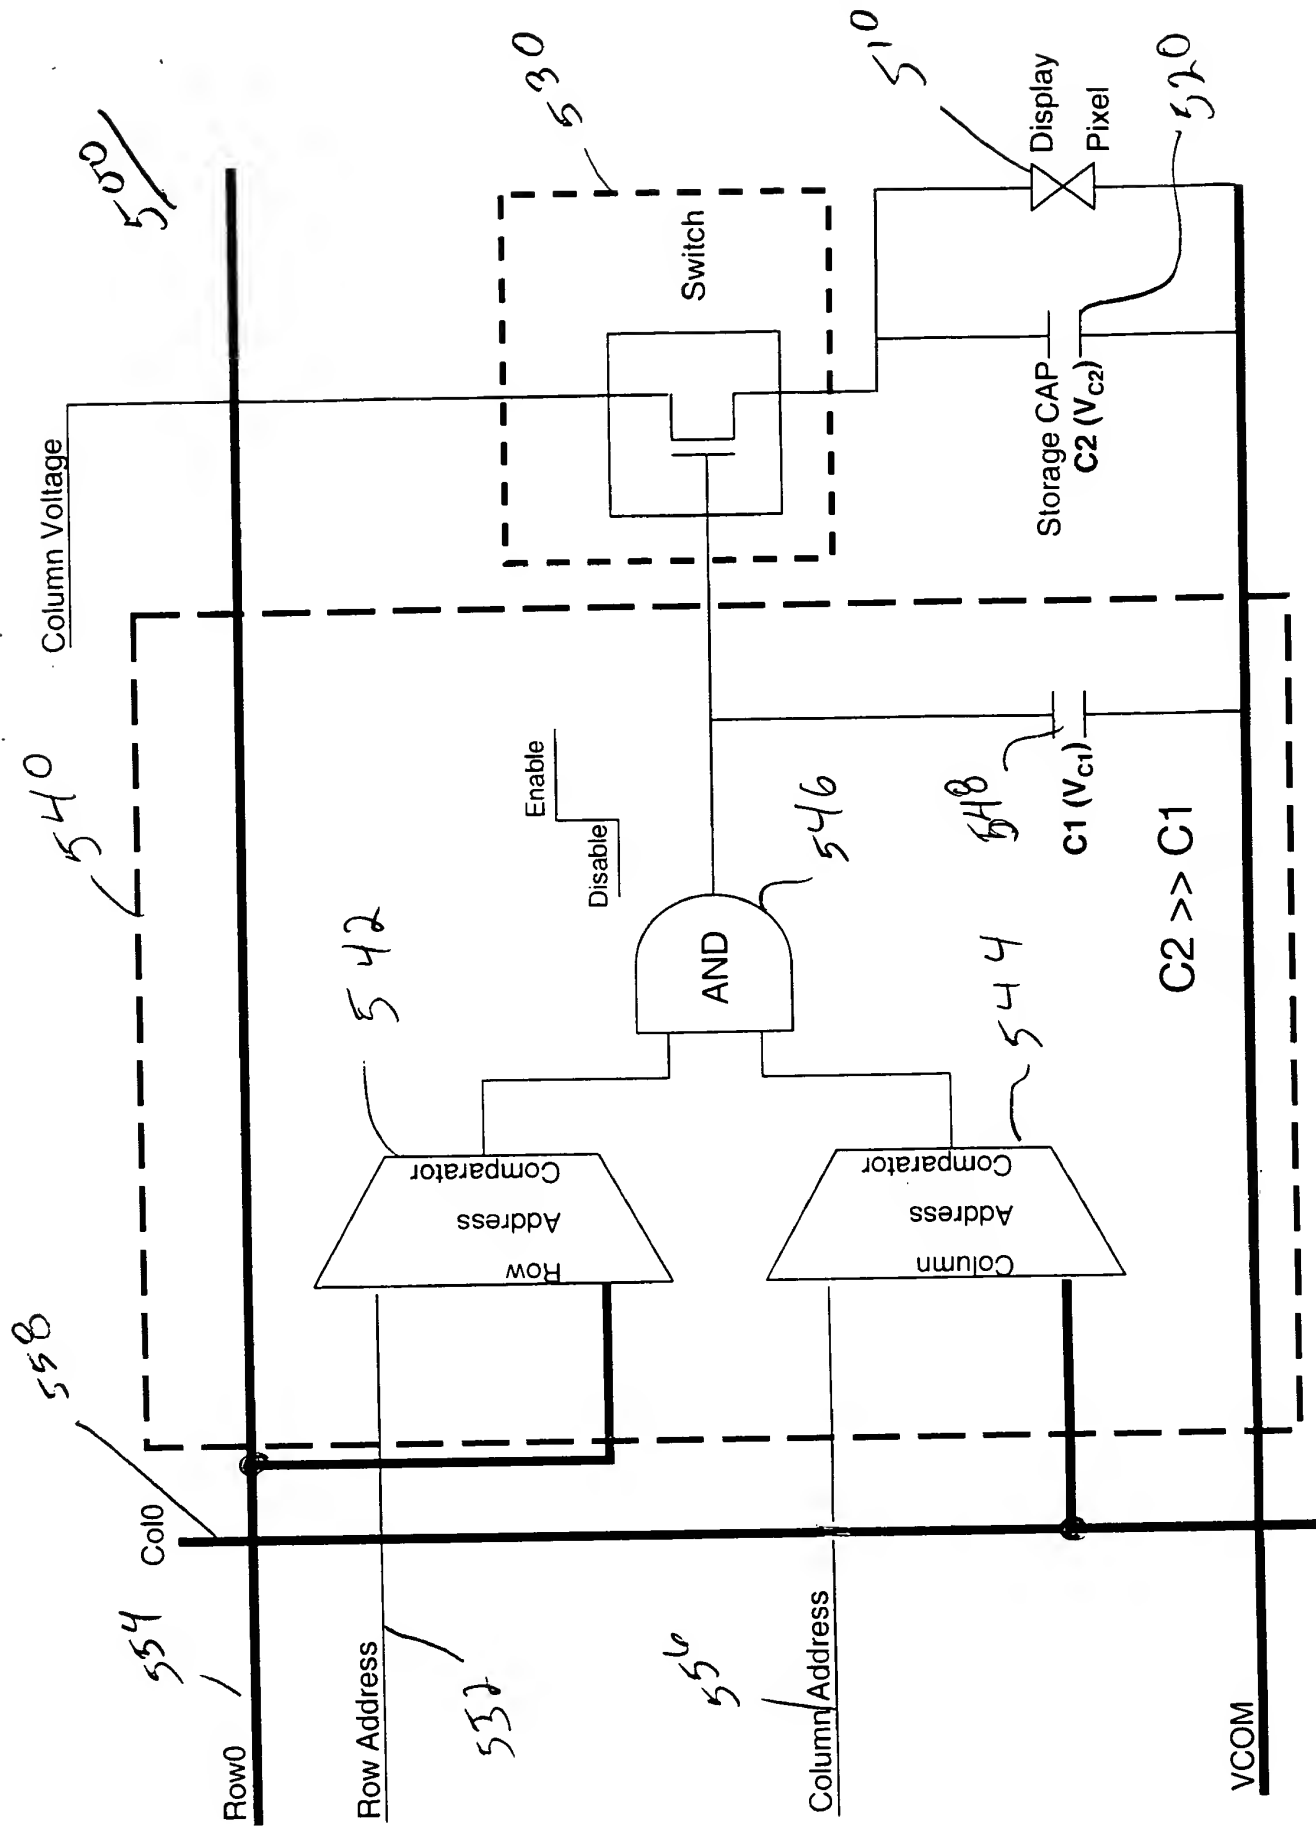 500
Column Voltage
530
Switch
510
Display
Pixel
520
Storage CAP
C2 (VC2)
540
Enable
Disable
546
AND
548
C1 (VC1)
C2 >> C1
542
Row
Address
Comparator
544
Column
Address
Comparator
558
Col0
554
Row0
Row Address
552
556
Column Address
VCOM